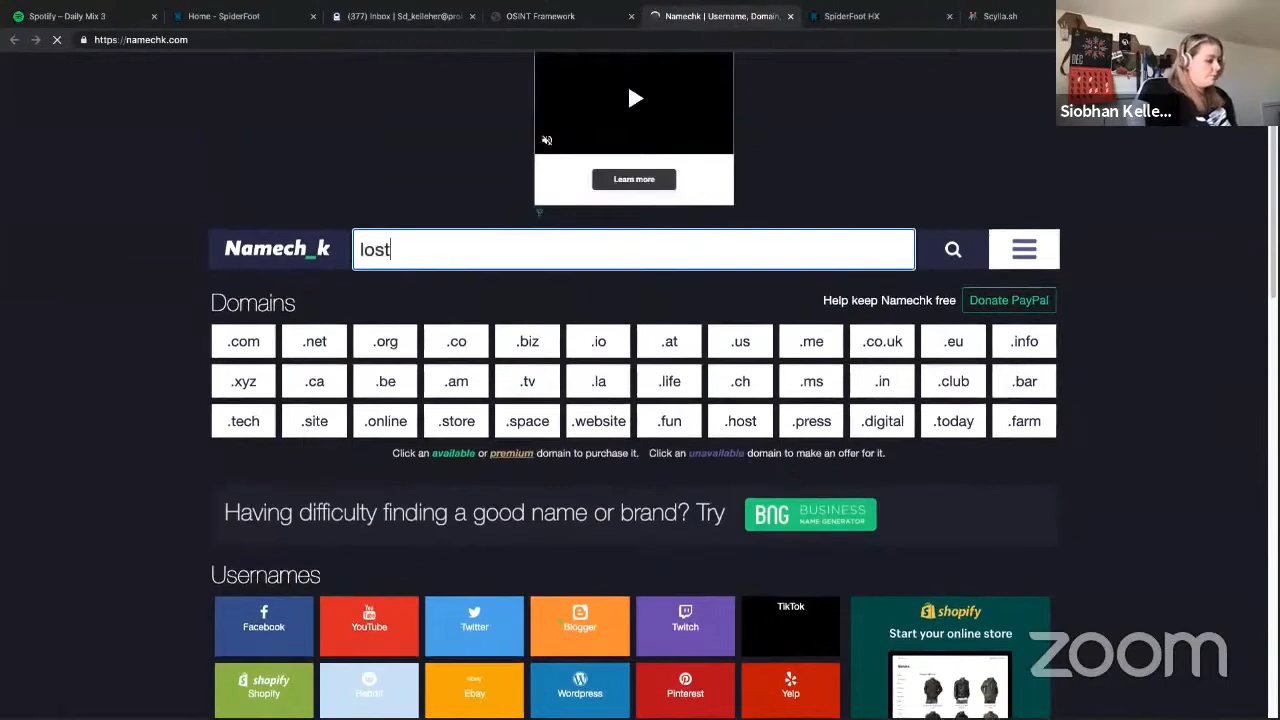 Spotify – Daily Mix 3
Home - SpiderFoot
(377) Inbox | Sd_kelleher@pro
OSINT Framework
Namechk | Username, Domain,
SpiderFoot HX
Scylla.sh
https://namechk.com
DEC
Siobhan Kelle...
Learn more
Namech_k
lost
Domains
Help keep Namechk free
Donate PayPal
.com .net .org .co .biz .io .at .us .me .co.uk .eu .info
.xyz .ca .be .am .tv .la .life .ch .ms .in .club .bar
.tech .site .online .store .space .website .fun .host .press .digital .today .farm
Click an available or premium domain to purchase it. Click an unavailable domain to make an offer for it.
Having difficulty finding a good name or brand? Try
BNG BUSINESS
NAME GENERATOR
Usernames
Facebook
You
Tube
YouTube
Twitter
Blogger
Twitch
TikTok
shopify
Start your online store
shopify
Shopify
Reddit
ebay
Ebay
Wordpress
Pinterest
Yelp
zoom